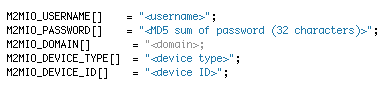 M2MIO_USERNAME[] = "<username>";
M2MIO_PASSWORD[] = "<MD5 sum of password (32 characters)>";
M2MIO_DOMAIN[] = "<domain>;
M2MIO_DEVICE_TYPE[] = "<device type>";
M2MIO_DEVICE_ID[] = "<device ID>";